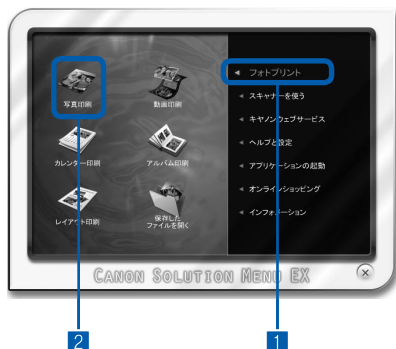 写真印刷
動画印刷
カレンダー印刷
アルバム印刷
レイアウト印刷
保存した
ファイルを開く
フォトプリント
スキャナーを使う
キヤノンウェブサービス
ヘルプと設定
アプリケーションの起動
オンラインショッピング
インフォメーション
CANON SOLUTION MENU EX
2
1